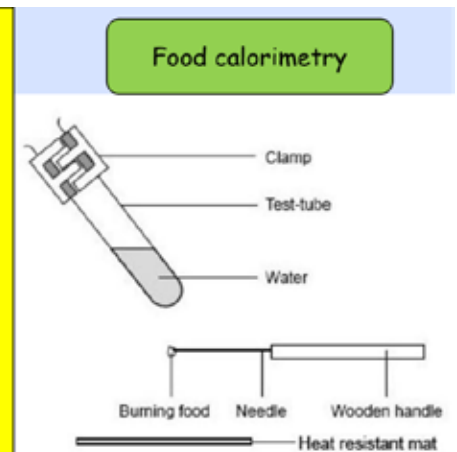 Food calorimetry
Clamp
Test-tube
Water
Burning food Needle Wooden handle
Heat resistant mat